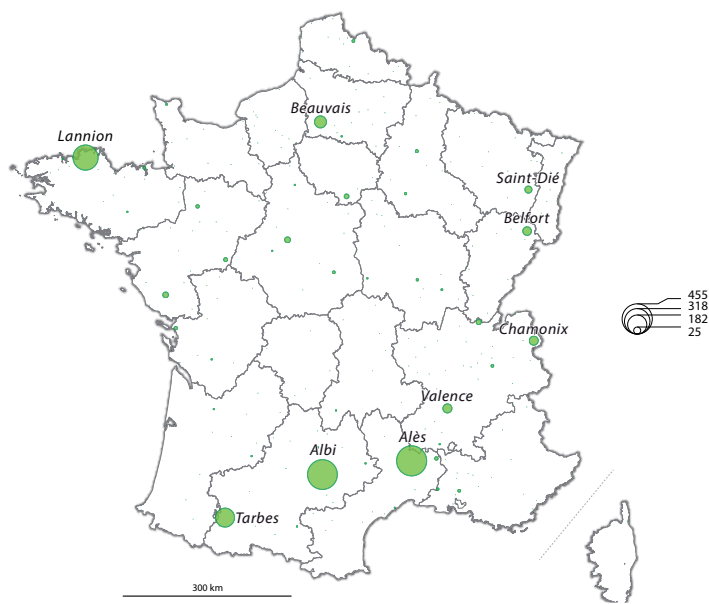 Beauvais
Lannion
Saint-Dié
Belfort
455
318
182
25
Chamonix
Valence
Alès
Albi
Tarbes
300 km